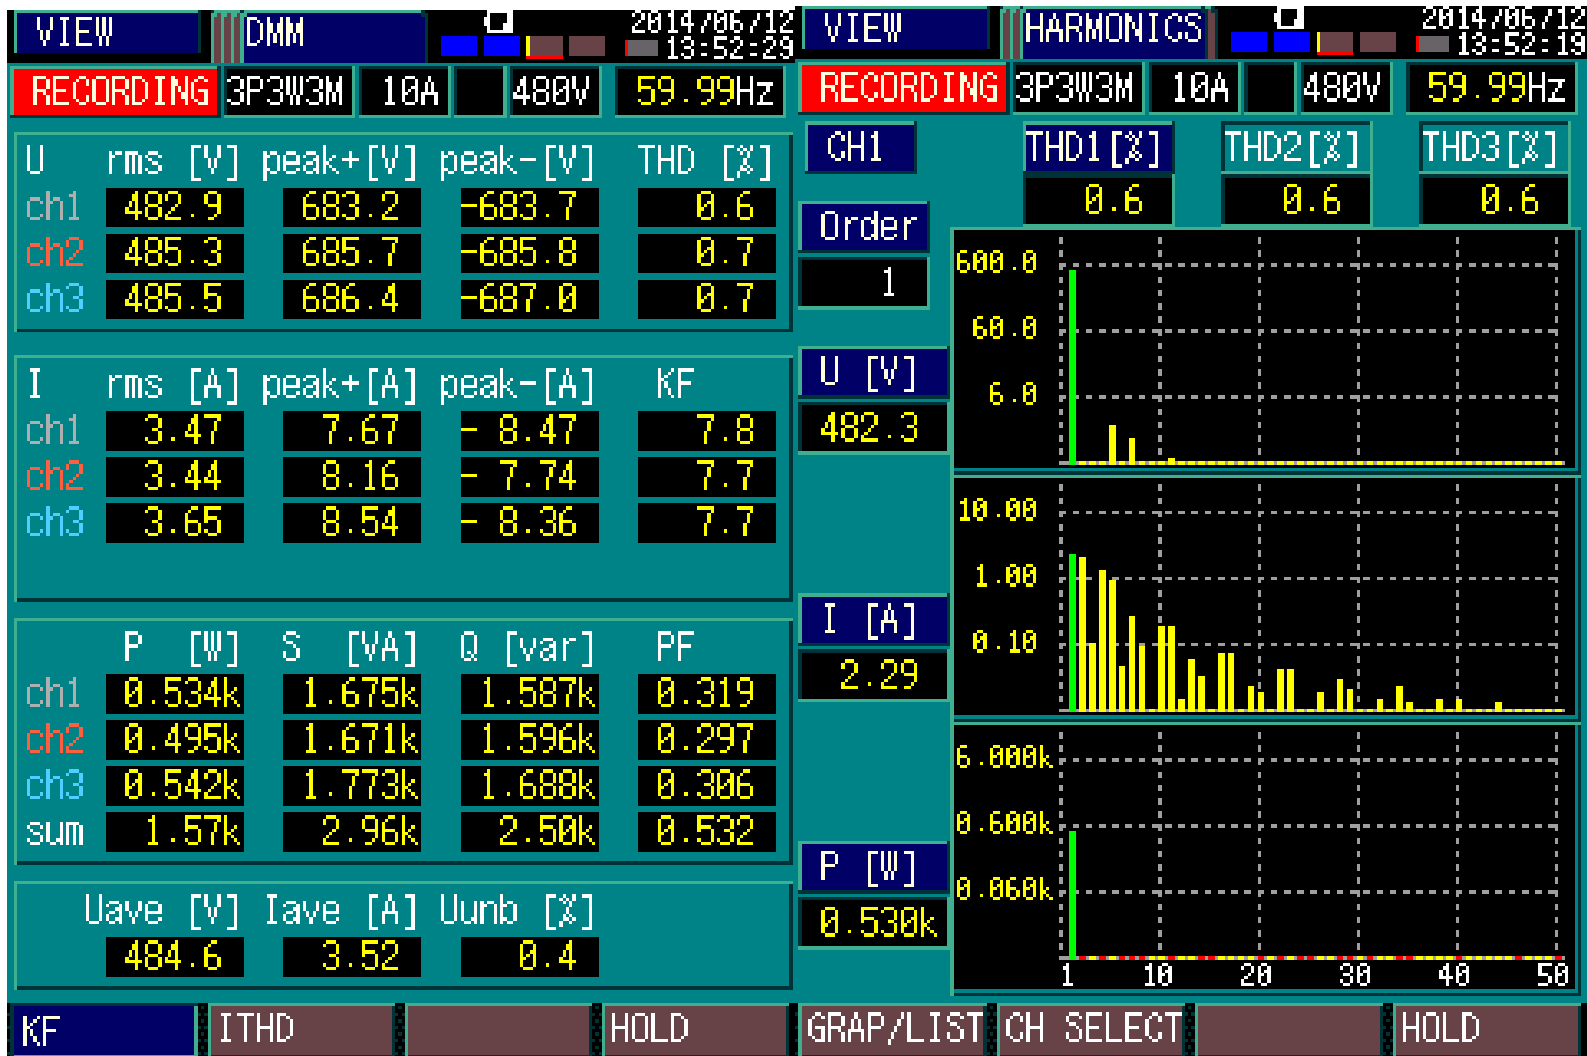 VIEW DMM 2014/06/12
13:52:29
RECORDING 3P3W3M 10A 480V 59.99Hz
U rms [V] peak+[V] peak-[V] THD [%]
ch1 482.9 683.2 -683.7 0.6
ch2 485.3 685.7 -685.8 0.7
ch3 485.5 686.4 -687.0 0.7
I rms [A] peak+[A] peak-[A] KF
ch1 3.47 7.67 - 8.47 7.8
ch2 3.44 8.16 - 7.74 7.7
ch3 3.65 8.54 - 8.36 7.7
P [W] S [VA] Q [var] PF
ch1 0.534k 1.675k 1.587k 0.319
ch2 0.495k 1.671k 1.596k 0.297
ch3 0.542k 1.773k 1.688k 0.306
sum 1.57k 2.96k 2.50k 0.532
Uave [V] Iave [A] Uunb [%]
484.6 3.52 0.4
KF ITHD HOLD
VIEW HARMONICS 2014/06/12
13:52:19
RECORDING 3P3W3M 10A 480V 59.99Hz
CH1 THD1[%] THD2[%] THD3[%]
0.6 0.6 0.6
Order
1
600.0
60.0
6.0
U [V]
482.3
10.00
1.00
0.10
I [A]
2.29
6.000k
0.600k
0.060k
P [W]
0.530k
1 10 20 30 40 50
GRAP/LIST CH SELECT HOLD